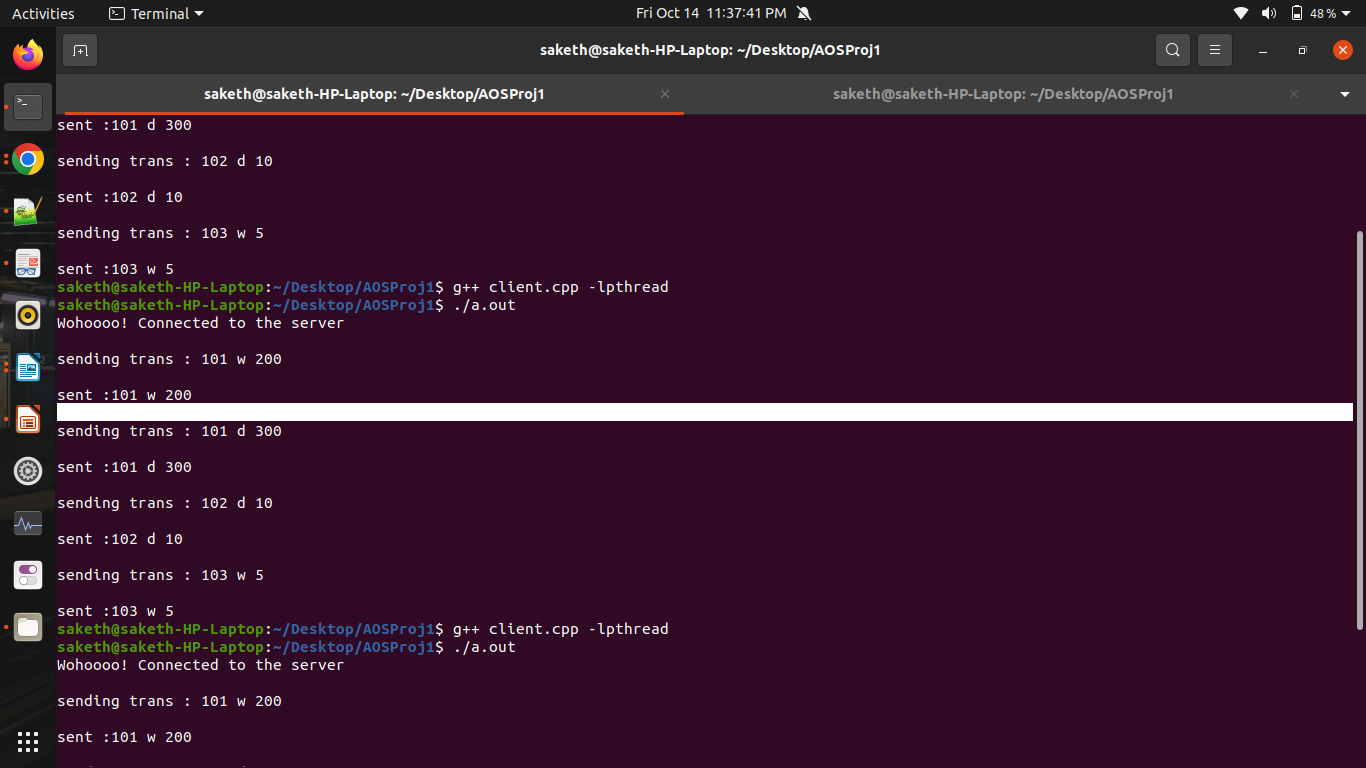 Activities Terminal Fri Oct 14 11:37:41 PM 48%
saketh@saketh-HP-Laptop: ~/Desktop/AOSProj1
saketh@saketh-HP-Laptop: ~/Desktop/AOSProj1 saketh@saketh-HP-Laptop: ~/Desktop/AOSProj1
sent :101 d 300
sending trans : 102 d 10
sent :102 d 10
sending trans : 103 w 5
sent :103 w 5
saketh@saketh-HP-Laptop:~/Desktop/AOSProj1$ g++ client.cpp -lpthread
saketh@saketh-HP-Laptop:~/Desktop/AOSProj1$ ./a.out
Wohoooo! Connected to the server
sending trans : 101 w 200
sent :101 w 200
sending trans : 101 d 300
sent :101 d 300
sending trans : 102 d 10
sent :102 d 10
sending trans : 103 w 5
sent :103 w 5
saketh@saketh-HP-Laptop:~/Desktop/AOSProj1$ g++ client.cpp -lpthread
saketh@saketh-HP-Laptop:~/Desktop/AOSProj1$ ./a.out
Wohoooo! Connected to the server
sending trans : 101 w 200
sent :101 w 200